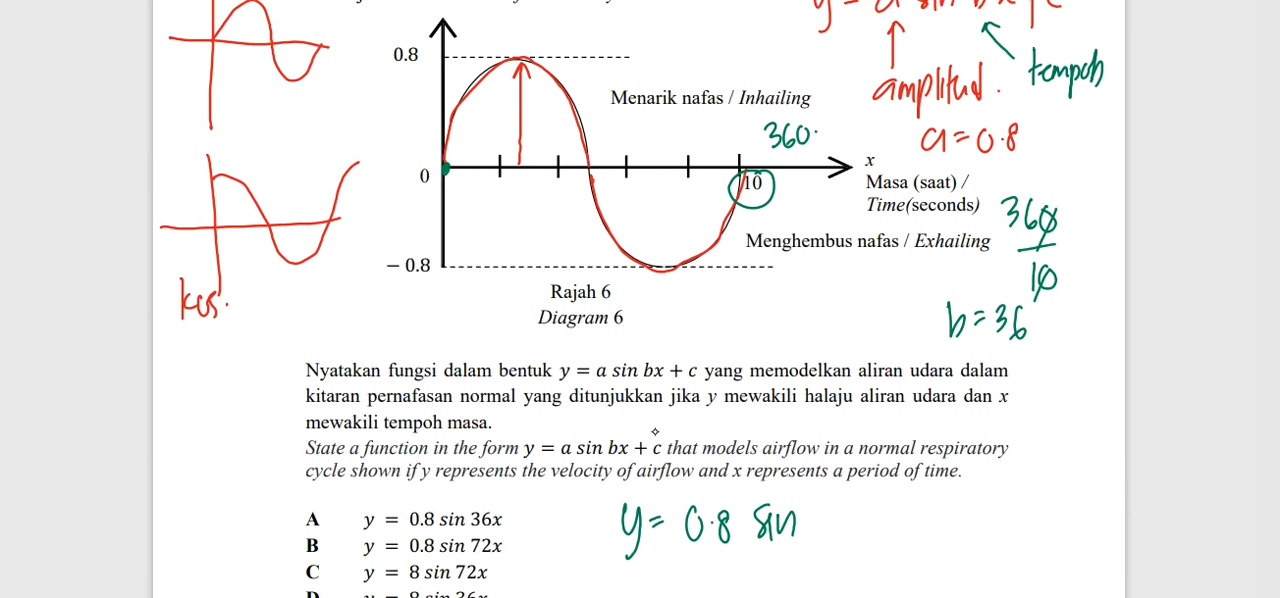 y = a sin bx + c
0.8
amplitud.
tempoh
Menarik nafas / Inhailing
360°
a = 0.8
x
0
10
Masa (saat) /
Time(seconds)
360
10
Menghembus nafas / Exhailing
– 0.8
kos.
Rajah 6
Diagram 6
b = 36
Nyatakan fungsi dalam bentuk y = a sin bx + c yang memodelkan aliran udara dalam
kitaran pernafasan normal yang ditunjukkan jika y mewakili halaju aliran udara dan x
mewakili tempoh masa.
State a function in the form y = a sin bx + c that models airflow in a normal respiratory
cycle shown if y represents the velocity of airflow and x represents a period of time.
A y = 0.8 sin 36x
y = 0.8 sin
B y = 0.8 sin 72x
C y = 8 sin 72x
D y = 8 sin 36x